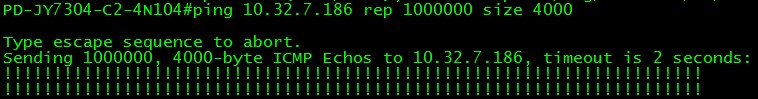 PD-JY7304-C2-4N104#ping 10.32.7.186 rep 1000000 size 4000
Type escape sequence to abort.
Sending 1000000, 4000-byte ICMP Echos to 10.32.7.186, timeout is 2 seconds:
!!!!!!!!!!!!!!!!!!!!!!!!!!!!!!!!!!!!!!!!!!!!!!!!!!!!!!!!!!!!!!!!!!!!!!
!!!!!!!!!!!!!!!!!!!!!!!!!!!!!!!!!!!!!!!!!!!!!!!!!!!!!!!!!!!!!!!!!!!!!!